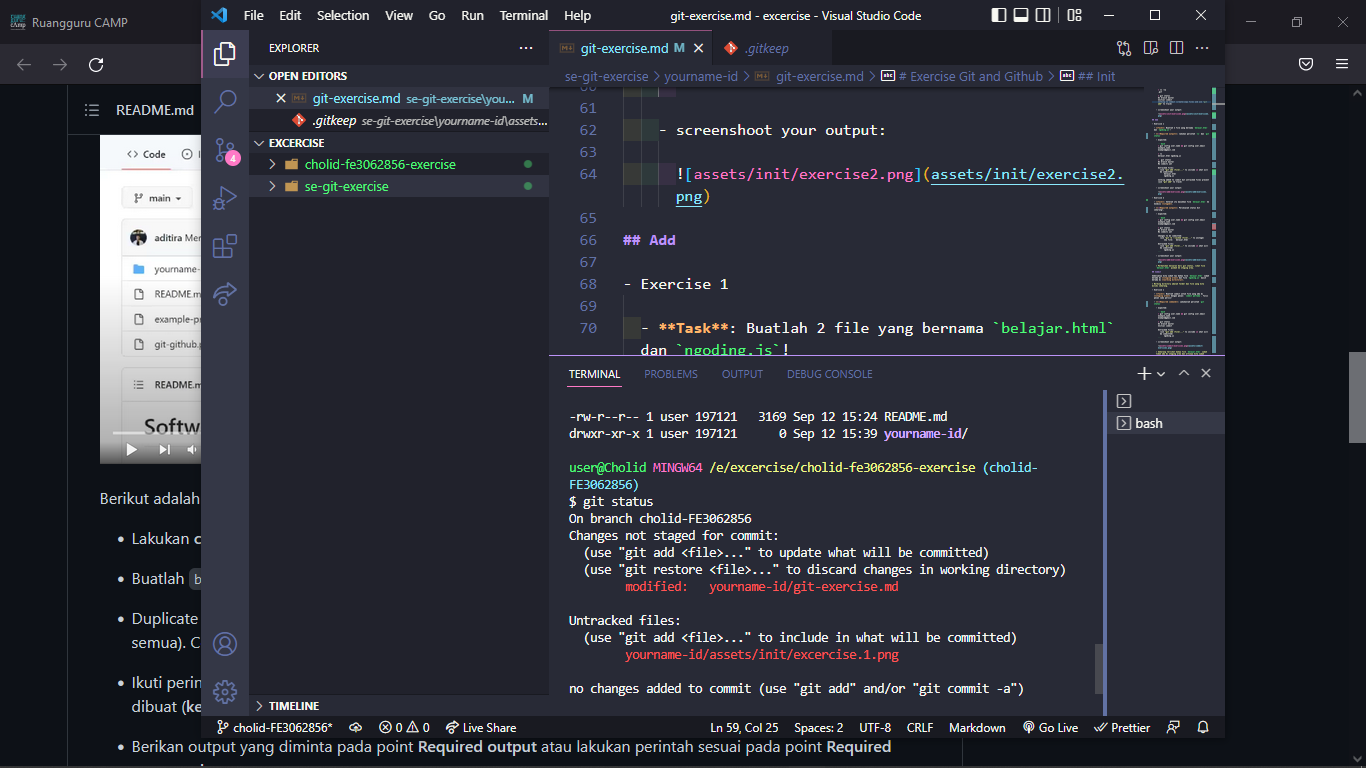 Ruangguru CAMP
File Edit Selection View Go Run Terminal Help
git-exercise.md - excercise - Visual Studio Code
README.md
Code
main
aditira Mer
yourname-
README.m
example-pr
git-github.p
README.m
Softw
Berikut adalah
Lakukan c
Buatlah b
Duplicate
semua). C
Ikuti perin
dibuat (ke
Berikan output yang diminta pada point Required output atau lakukan perintah sesuai pada point Required
EXPLORER
OPEN EDITORS
git-exercise.md se-git-exercise\you... M
.gitkeep se-git-exercise\yourname-id\assets...
EXCERCISE
cholid-fe3062856-exercise
se-git-exercise
4
TIMELINE
git-exercise.md M
.gitkeep
se-git-exercise > yourname-id > git-exercise.md > # Exercise Git and Github > ## Init
60
61
62 - screenshoot your output:
63
64 ![assets/init/exercise2.png](assets/init/exercise2.
png)
65
66 ## Add
67
68 - Exercise 1
69
70 - **Task**: Buatlah 2 file yang bernama `belajar.html`
dan `ngoding.js`!
TERMINAL PROBLEMS OUTPUT DEBUG CONSOLE
-rw-r--r-- 1 user 197121 3169 Sep 12 15:24 README.md
drwxr-xr-x 1 user 197121 0 Sep 12 15:39 yourname-id/
user@Cholid MINGW64 /e/excercise/cholid-fe3062856-exercise (cholid-
FE3062856)
$ git status
On branch cholid-FE3062856
Changes not staged for commit:
(use "git add <file>..." to update what will be committed)
(use "git restore <file>..." to discard changes in working directory)
modified: yourname-id/git-exercise.md
Untracked files:
(use "git add <file>..." to include in what will be committed)
yourname-id/assets/init/excercise.1.png
no changes added to commit (use "git add" and/or "git commit -a")
bash
cholid-FE3062856* 0 0 Live Share
Ln 59, Col 25 Spaces: 2 UTF-8 CRLF Markdown Go Live Prettier